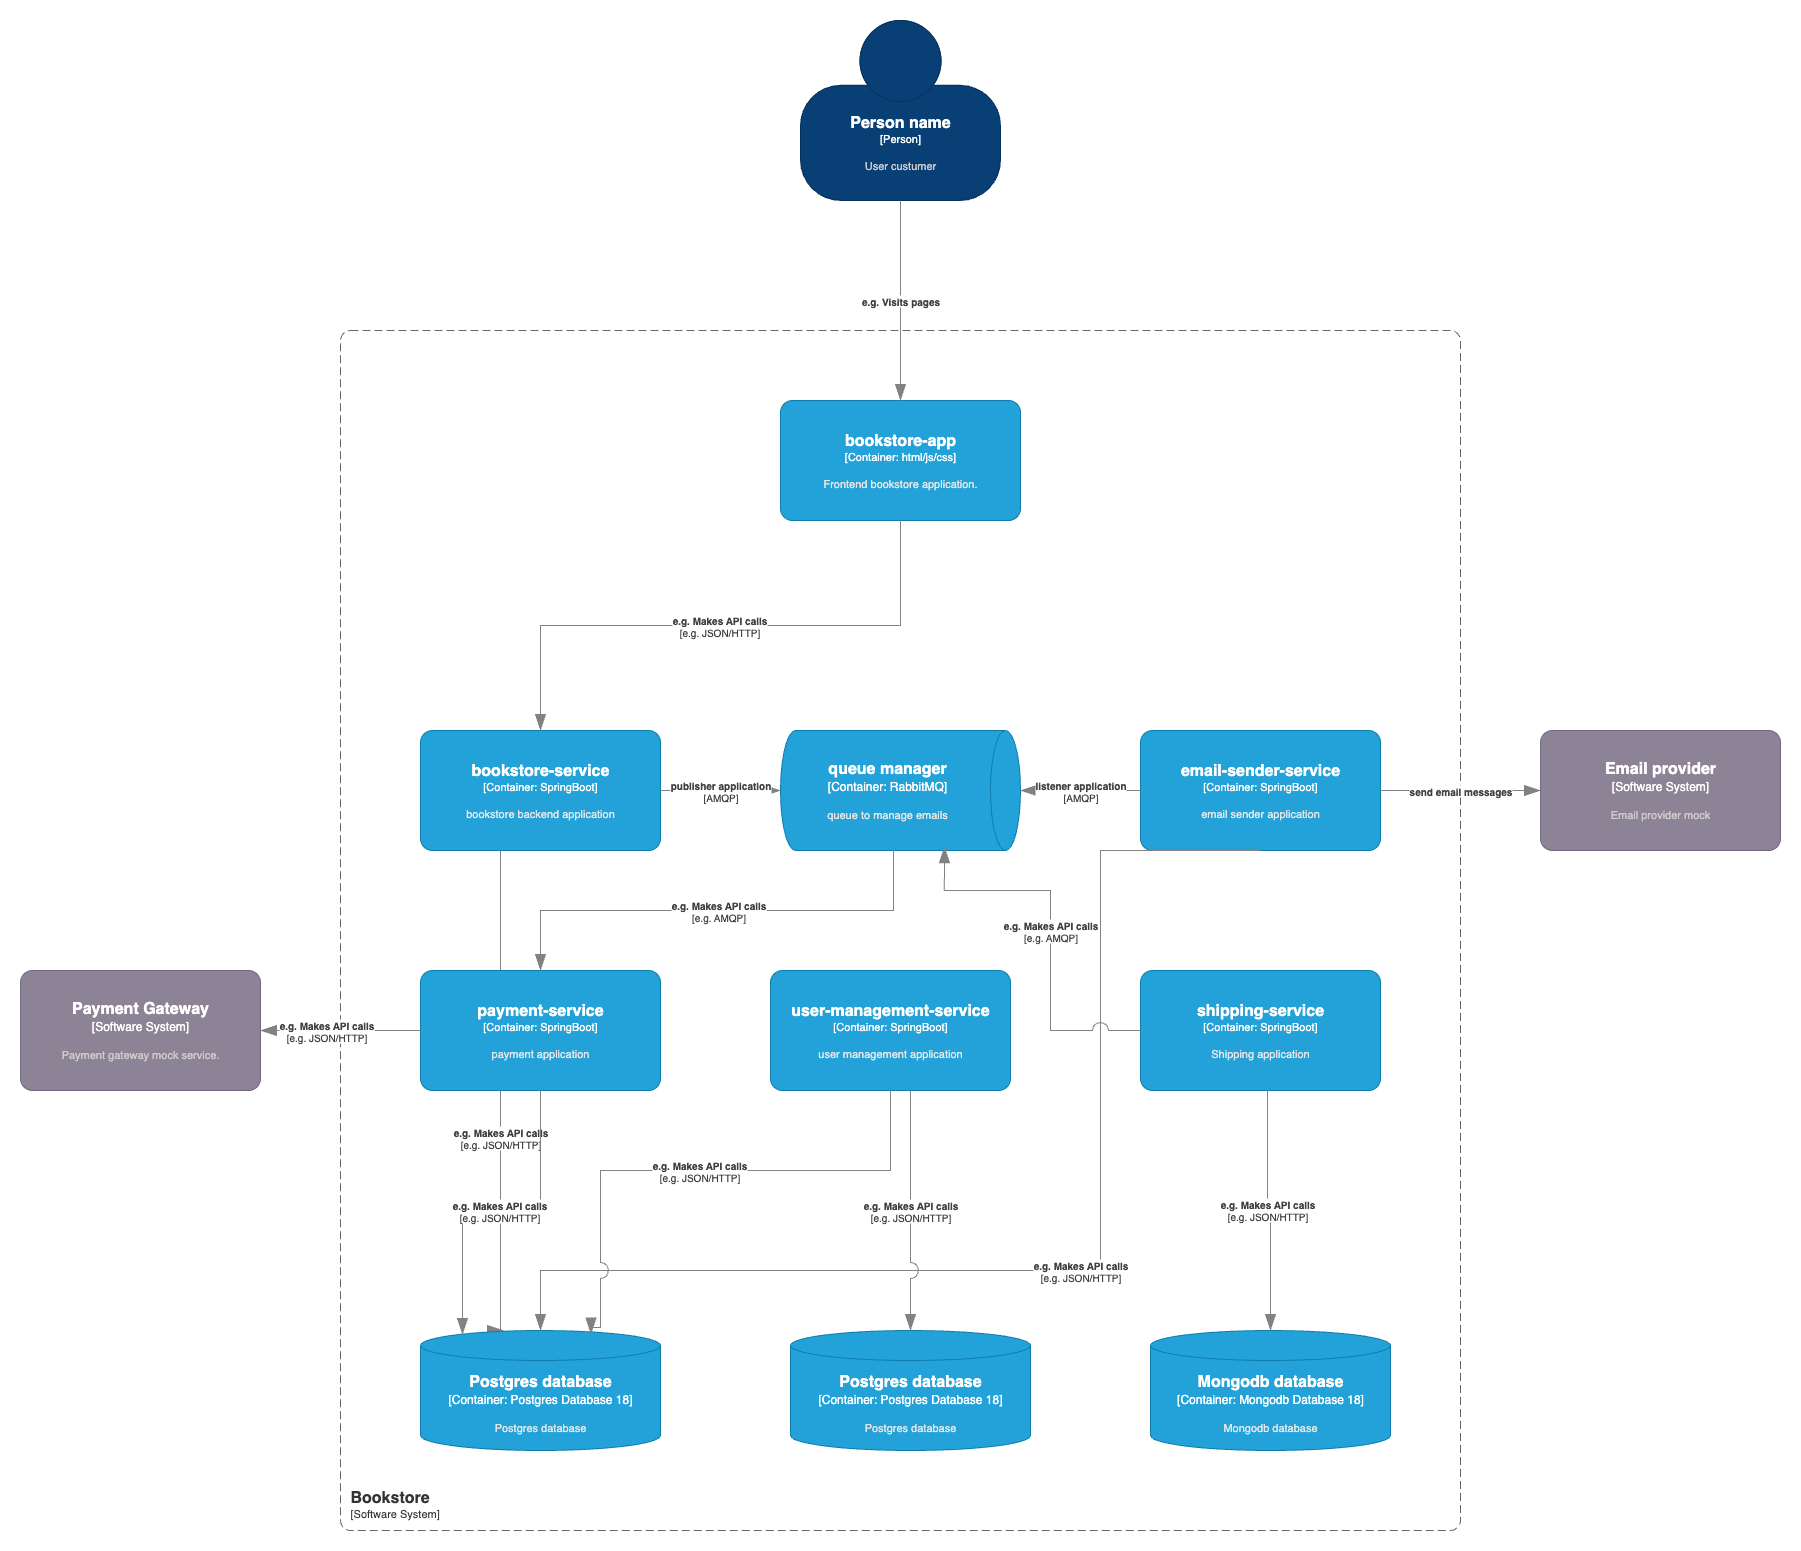 Person name
[Person]
User custumer
e.g. Visits pages
bookstore-app
[Container: html/js/css]
Frontend bookstore application.
e.g. Makes API calls
[e.g. JSON/HTTP]
bookstore-service
[Container: SpringBoot]
bookstore backend application
publisher application
[AMQP]
queue manager
[Container: RabbitMQ]
queue to manage emails
listener application
[AMQP]
email-sender-service
[Container: SpringBoot]
email sender application
send email messages
Email provider
[Software System]
Email provider mock
e.g. Makes API calls
[e.g. AMQP]
e.g. Makes API calls
[e.g. AMQP]
Payment Gateway
[Software System]
Payment gateway mock service.
e.g. Makes API calls
[e.g. JSON/HTTP]
payment-service
[Container: SpringBoot]
payment application
user-management-service
[Container: SpringBoot]
user management application
shipping-service
[Container: SpringBoot]
Shipping application
e.g. Makes API calls
[e.g. JSON/HTTP]
e.g. Makes API calls
[e.g. JSON/HTTP]
e.g. Makes API calls
[e.g. JSON/HTTP]
e.g. Makes API calls
[e.g. JSON/HTTP]
e.g. Makes API calls
[e.g. JSON/HTTP]
e.g. Makes API calls
[e.g. JSON/HTTP]
Postgres database
[Container: Postgres Database 18]
Postgres database
Postgres database
[Container: Postgres Database 18]
Postgres database
Mongodb database
[Container: Mongodb Database 18]
Mongodb database
Bookstore
[Software System]